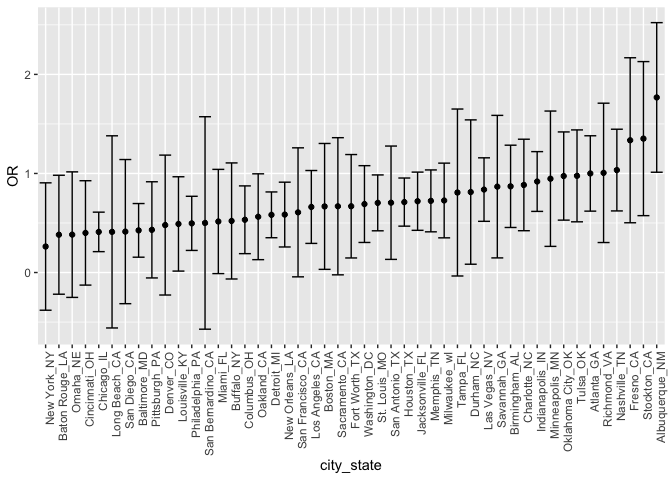 OR
2
1
0
New York_NY
Baton Rouge_LA
Omaha_NE
Cincinnati_OH
Chicago_IL
Long Beach_CA
San Diego_CA
Baltimore_MD
Pittsburgh_PA
Denver_CO
Louisville_KY
Philadelphia_PA
San Bernardino_CA
Miami_FL
Buffalo_NY
Columbus_OH
Oakland_CA
Detroit_MI
New Orleans_LA
San Francisco_CA
Los Angeles_CA
Boston_MA
Sacramento_CA
Fort Worth_TX
Washington_DC
St. Louis_MO
San Antonio_TX
Houston_TX
Jacksonville_FL
Memphis_TN
Milwaukee_wI
Tampa_FL
Durham_NC
Las Vegas_NV
Savannah_GA
Birmingham_AL
Charlotte_NC
Indianapolis_IN
Minneapolis_MN
Oklahoma City_OK
Tulsa_OK
Atlanta_GA
Richmond_VA
Nashville_TN
Fresno_CA
Stockton_CA
Albuquerque_NM
city_state